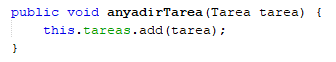 public void anyadirTarea(Tarea tarea) {
    this.tareas.add(tarea);
}